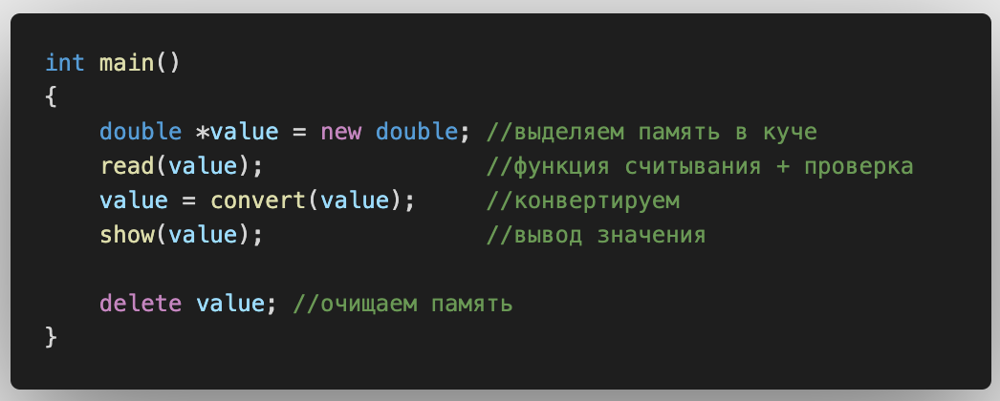 int main()
{
    double *value = new double; //выделяем память в куче
    read(value);                //функция считывания + проверка
    value = convert(value);     //конвертируем
    show(value);                //вывод значения

    delete value; //очищаем память
}